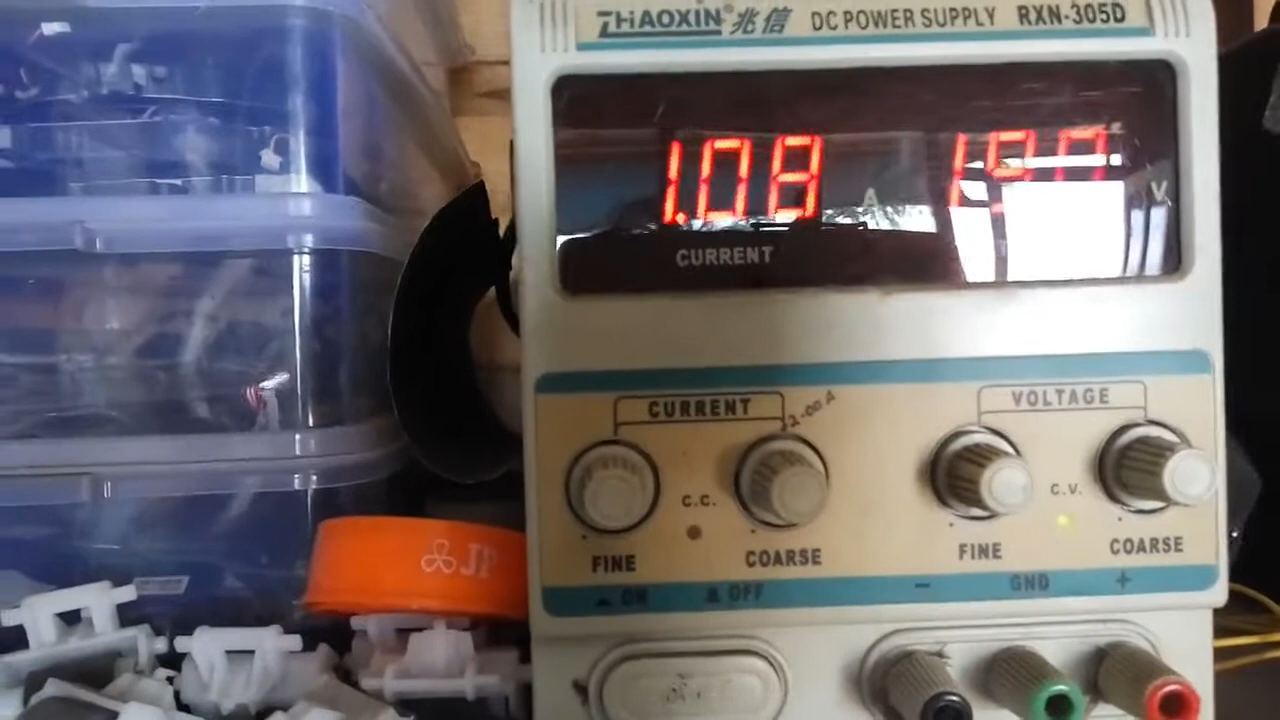 ZHAOXIN® 兆信 DC POWER SUPPLY RXN-305D
1.08 A V
CURRENT
CURRENT 2.00 A VOLTAGE
C.C. C.V.
FINE COARSE FINE COARSE
ON OFF - GND +
JP